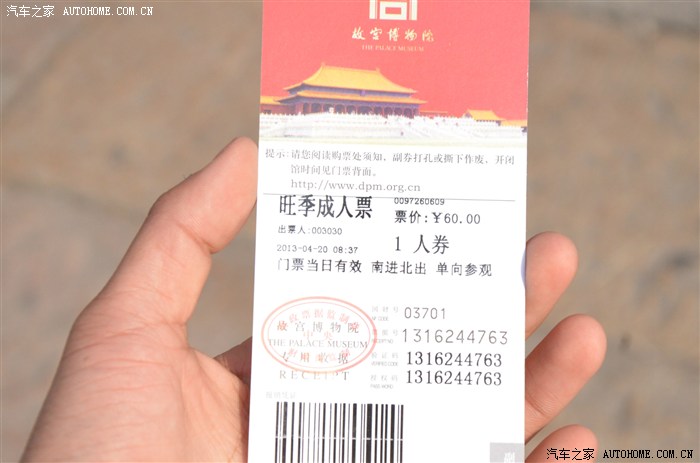 汽车之家 AUTOHOME.COM.CN
故宫博物院
THE PALACE MUSEUM
提示:请您阅读购票处须知、副券打孔或撕下作废、开闭
馆时间见门票背面。
http://www.dpm.org.cn
旺季成人票
0097260609
票价:￥60.00
出票人:003030
1 人券
2013-04-20 08:37
门票当日有效 南进北出 单向参观
03701
故宫博物院
1316244763
THE PALACE MUSEUM
专用收据
1316244763
RECEIPT
1316244763
汽车之家 AUTOHOME.COM.CN